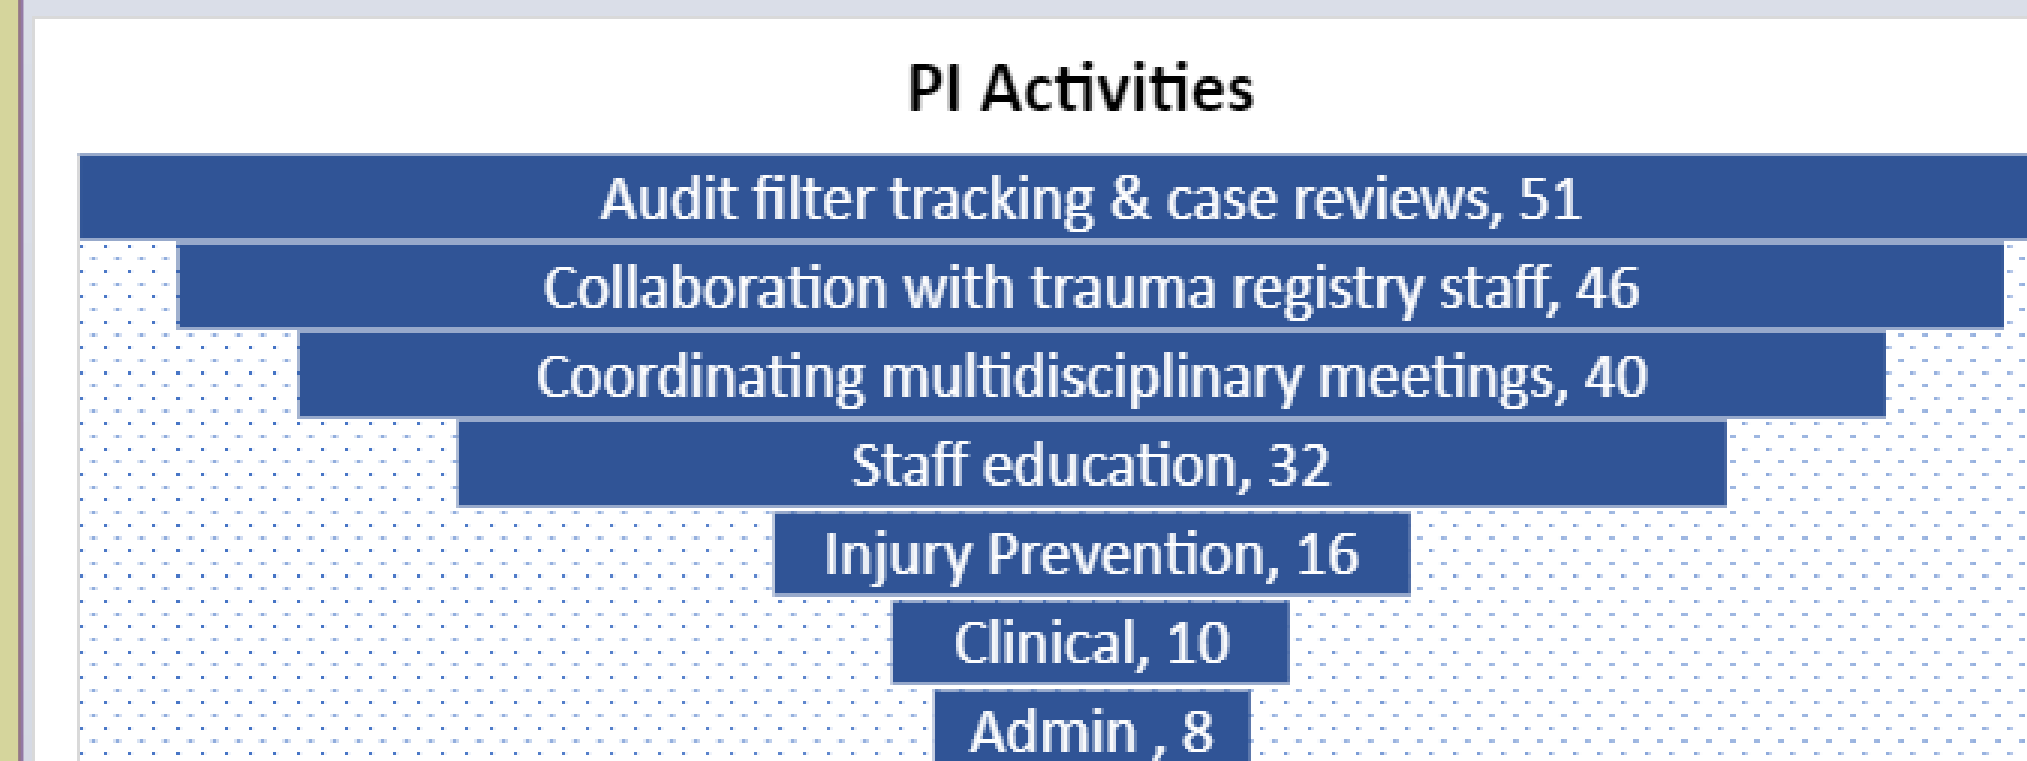 PI Activities
Audit filter tracking & case reviews, 51
Collaboration with trauma registry staff, 46
Coordinating multidisciplinary meetings, 40
Staff education, 32
Injury Prevention, 16
Clinical, 10
Admin , 8